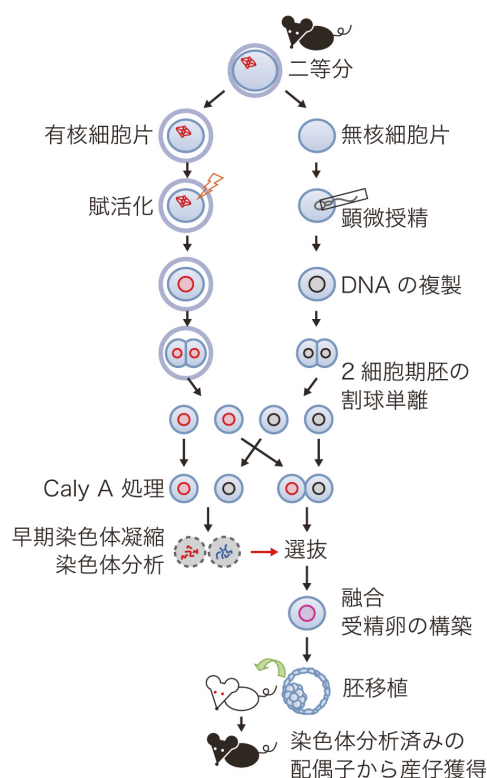 二等分
有核細胞片
無核細胞片
賦活化
顕微授精
DNA の複製
2 細胞期胚の
割球単離
Caly A 処理
早期染色体凝縮
染色体分析
選抜
融合
受精卵の構築
胚移植
染色体分析済みの
配偶子から産仔獲得